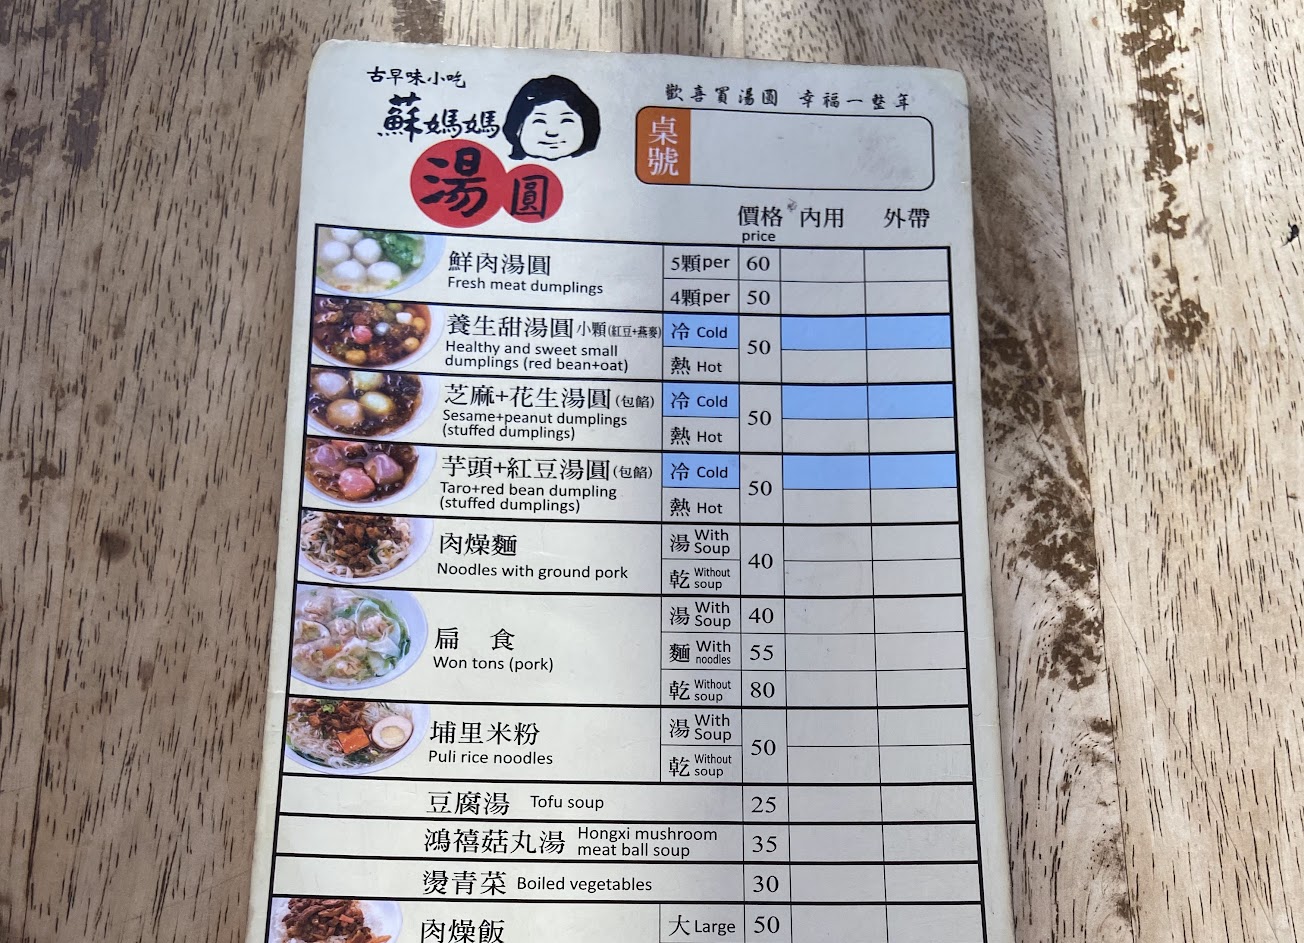 古早味小吃
蘇媽媽
湯圓
歡喜買湯圓 幸福一整年
桌號
價格 內用 外帶
price
鮮肉湯圓 5顆per 60
Fresh meat dumplings 4顆per 50
養生甜湯圓小顆(紅豆+燕麥) 冷 Cold 50
Healthy and sweet small
dumplings (red bean+oat) 熱 Hot
芝麻+花生湯圓(包餡) 冷 Cold 50
Sesame+peanut dumplings
(stuffed dumplings) 熱 Hot
芋頭+紅豆湯圓(包餡) 冷 Cold 50
Taro+red bean dumpling
(stuffed dumplings) 熱 Hot
肉燥麵 湯 With Soup 40
Noodles with ground pork 乾 Without soup
扁 食 湯 With Soup 40
Won tons (pork) 麵 With noodles 55
乾 Without soup 80
埔里米粉 湯 With Soup 50
Puli rice noodles 乾 Without soup
豆腐湯 Tofu soup 25
鴻禧菇丸湯 Hongxi mushroom meat ball soup 35
燙青菜 Boiled vegetables 30
肉燥飯 大 Large 50